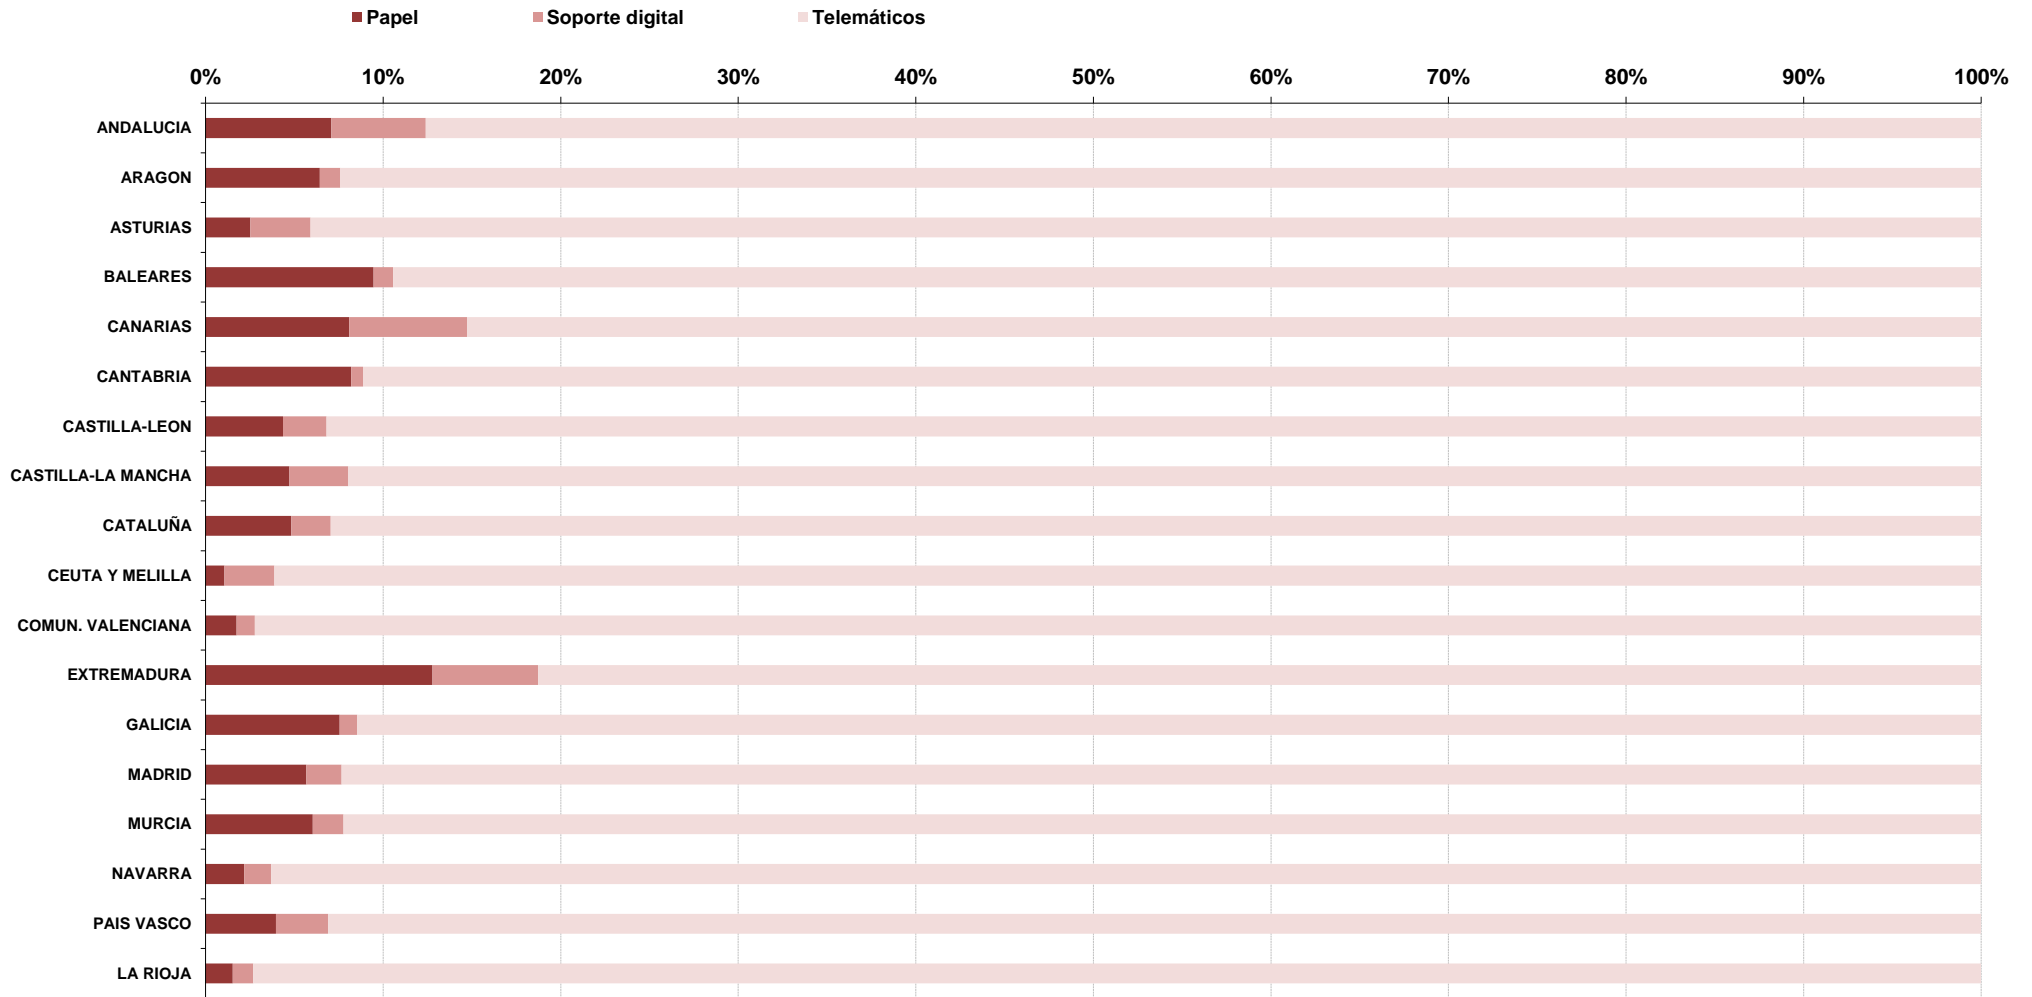 Papel Soporte digital Telemáticos
0% 10% 20% 30% 40% 50% 60% 70% 80% 90% 100%
ANDALUCIA
ARAGON
ASTURIAS
BALEARES
CANARIAS
CANTABRIA
CASTILLA-LEON
CASTILLA-LA MANCHA
CATALUÑA
CEUTA Y MELILLA
COMUN. VALENCIANA
EXTREMADURA
GALICIA
MADRID
MURCIA
NAVARRA
PAIS VASCO
LA RIOJA